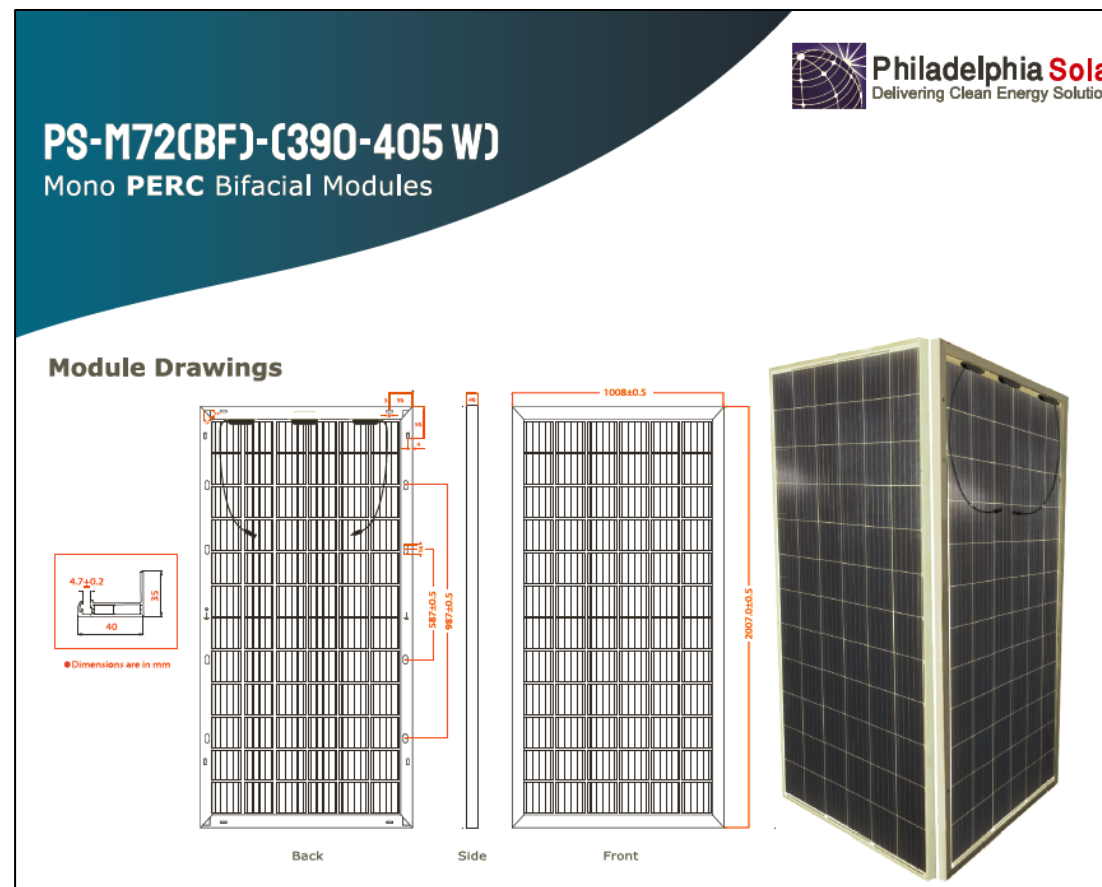 Philadelphia Sola
Delivering Clean Energy Solution
PS-M72(BF)-(390-405 W)
Mono PERC Bifacial Modules
Module Drawings
1008±0.5
2007.0±0.5
587±0.5
987±0.5
4.7±0.2
35
40
Dimensions are in mm
Back
Side
Front